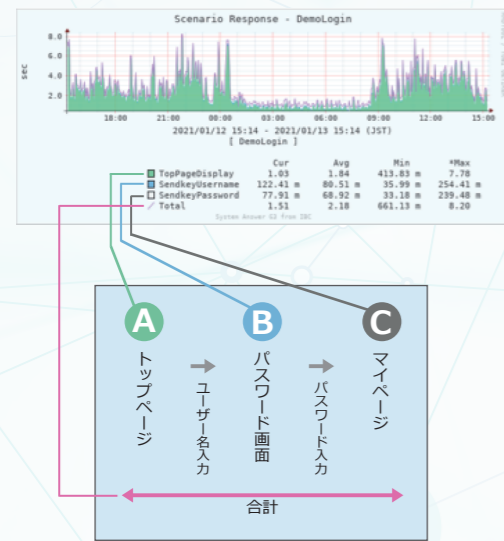 Scenario Response - DemoLogin
sec
8.0
6.0
4.0
2.0
18:00 21:00 00:00 03:00 06:00 09:00 12:00 15:00
2021/01/12 15:14 - 2021/01/13 15:14 (JST)
[ DemoLogin ]
Cur Avg Min *Max
TopPageDisplay 1.03 1.84 413.83 m 7.78
SendkeyUsername 122.41 m 80.51 m 35.99 m 254.41 m
SendkeyPassword 77.91 m 68.92 m 33.18 m 239.48 m
Total 1.51 2.18 661.13 m 8.20
System Answer G3 from IBC
A
B
C
トップページ
ユーザー名入力
パスワード画面
パスワード入力
マイページ
合計